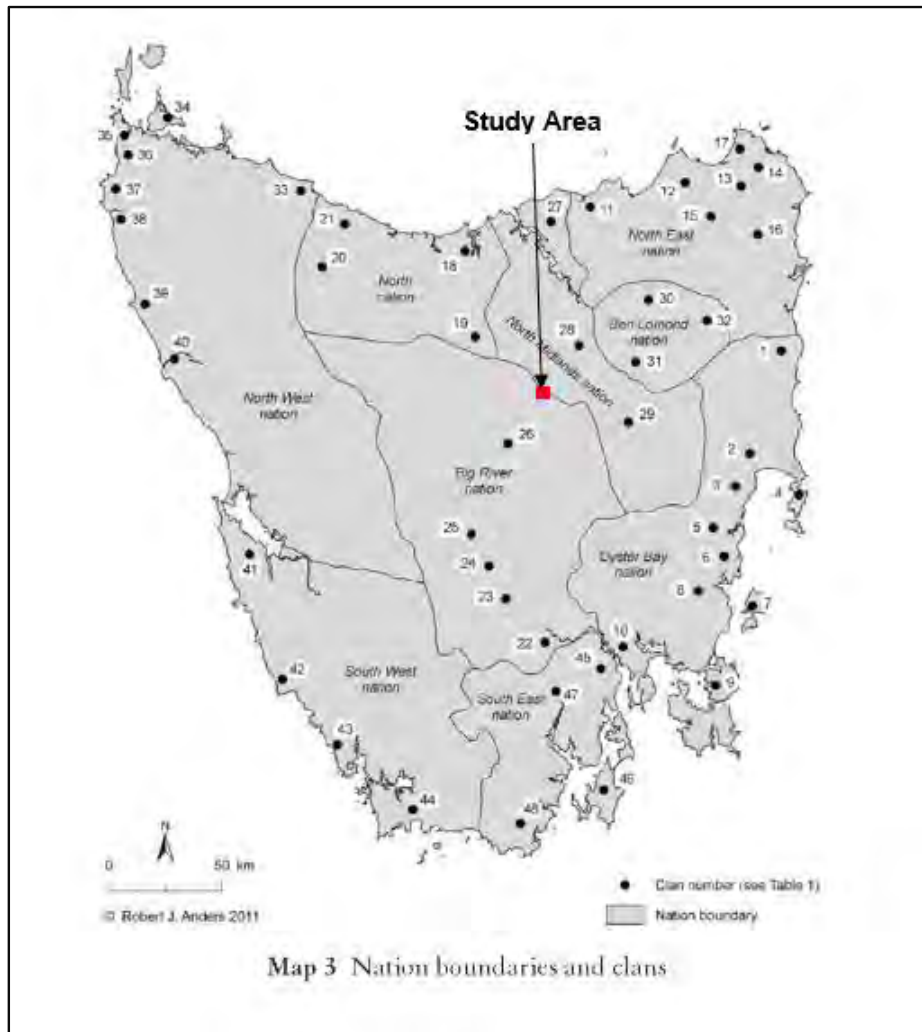 34
Study Area
35
17
36
14
13
12
37
33
27
11
38
21
15
16
North East
nation
18
20
North
nation
30
39
Ben Lomond
nation
32
19
28
North Midlands nation
1
40
31
North West
nation
29
26
Big River
nation
2
3
4
25
5
Oyster Bay
nation
6
41
24
8
7
23
22
10
45
42
South West
nation
9
47
South East
nation
43
46
44
48
N
0 50 km
Clan number (see Table 1)
© Robert J. Anders 2011
Nation boundary
Map 3 Nation boundaries and clans